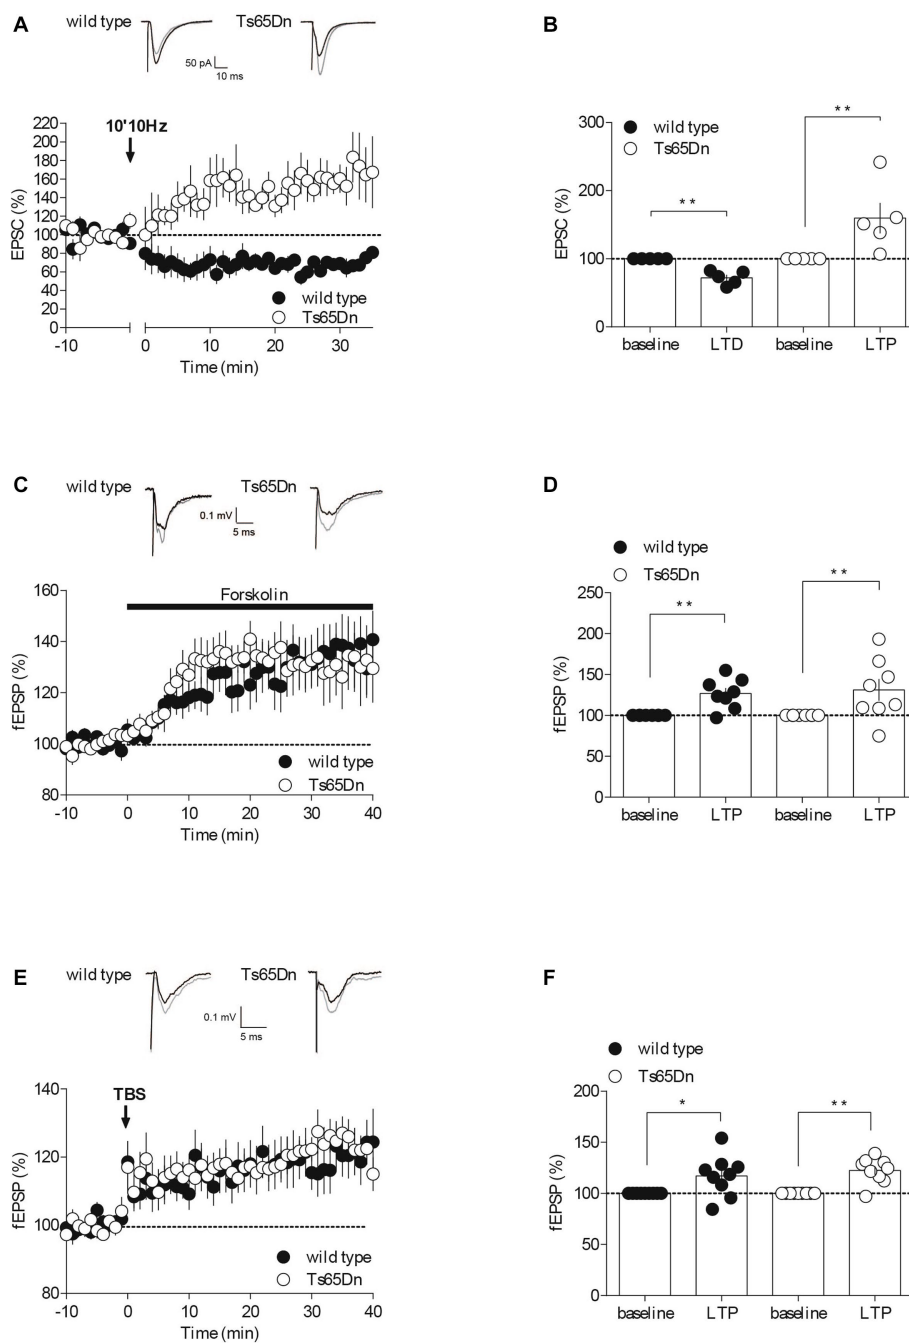 A
wild type
Ts65Dn
50 pA
10 ms
10'10Hz
EPSC (%)
220
200
180
160
140
120
100
80
60
40
20
0
wild type
Ts65Dn
-10
0
10
20
30
Time (min)
B
wild type
Ts65Dn
**
**
EPSC (%)
300
200
100
0
baseline
LTD
baseline
LTP
C
wild type
Ts65Dn
0.1 mV
5 ms
Forskolin
fEPSP (%)
160
140
120
100
80
wild type
Ts65Dn
-10
0
10
20
30
40
Time (min)
D
wild type
Ts65Dn
**
**
fEPSP (%)
250
200
150
100
50
0
baseline
LTP
baseline
LTP
E
wild type
Ts65Dn
0.1 mV
5 ms
TBS
fEPSP (%)
140
120
100
80
wild type
Ts65Dn
-10
0
10
20
30
40
Time (min)
F
wild type
Ts65Dn
*
**
fEPSP (%)
200
150
100
50
0
baseline
LTP
baseline
LTP